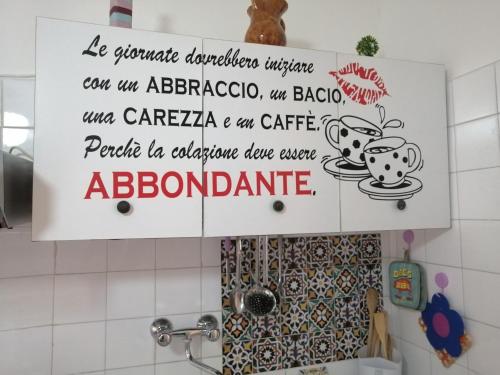 Le giornate dovrebbero iniziare
con un ABBRACCIO, un BACIO,
una CAREZZA e un CAFFÈ.
Perchè la colazione deve essere
ABBONDANTE.